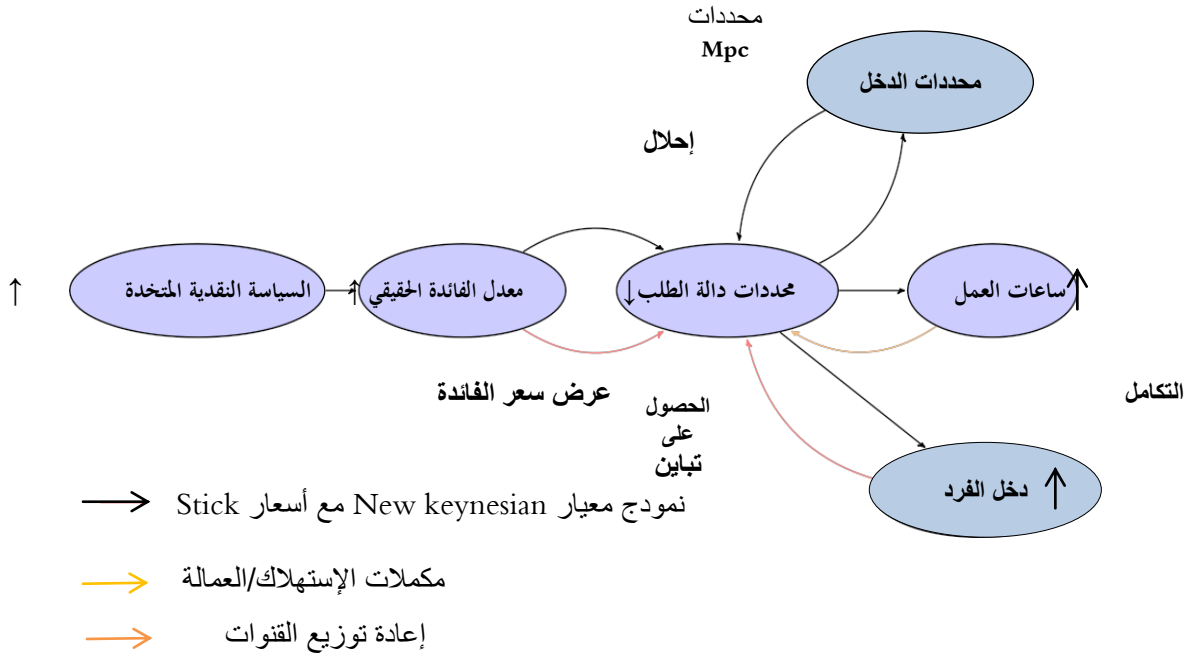 محددات
Mpc
محددات الدخل
إحلال
↑
السياسة النقدية المتخدة
↑ معدل الفائدة الحقيقي
محددات دالة الطلب ↓
ساعات العمل ↑
عرض سعر الفائدة
الحصول
على
تباين
التكامل
دخل الفرد ↑
نمودج معيار New keynesian مع أسعار Stick
مكملات الإستهلاك/العمالة
إعادة توزيع القنوات